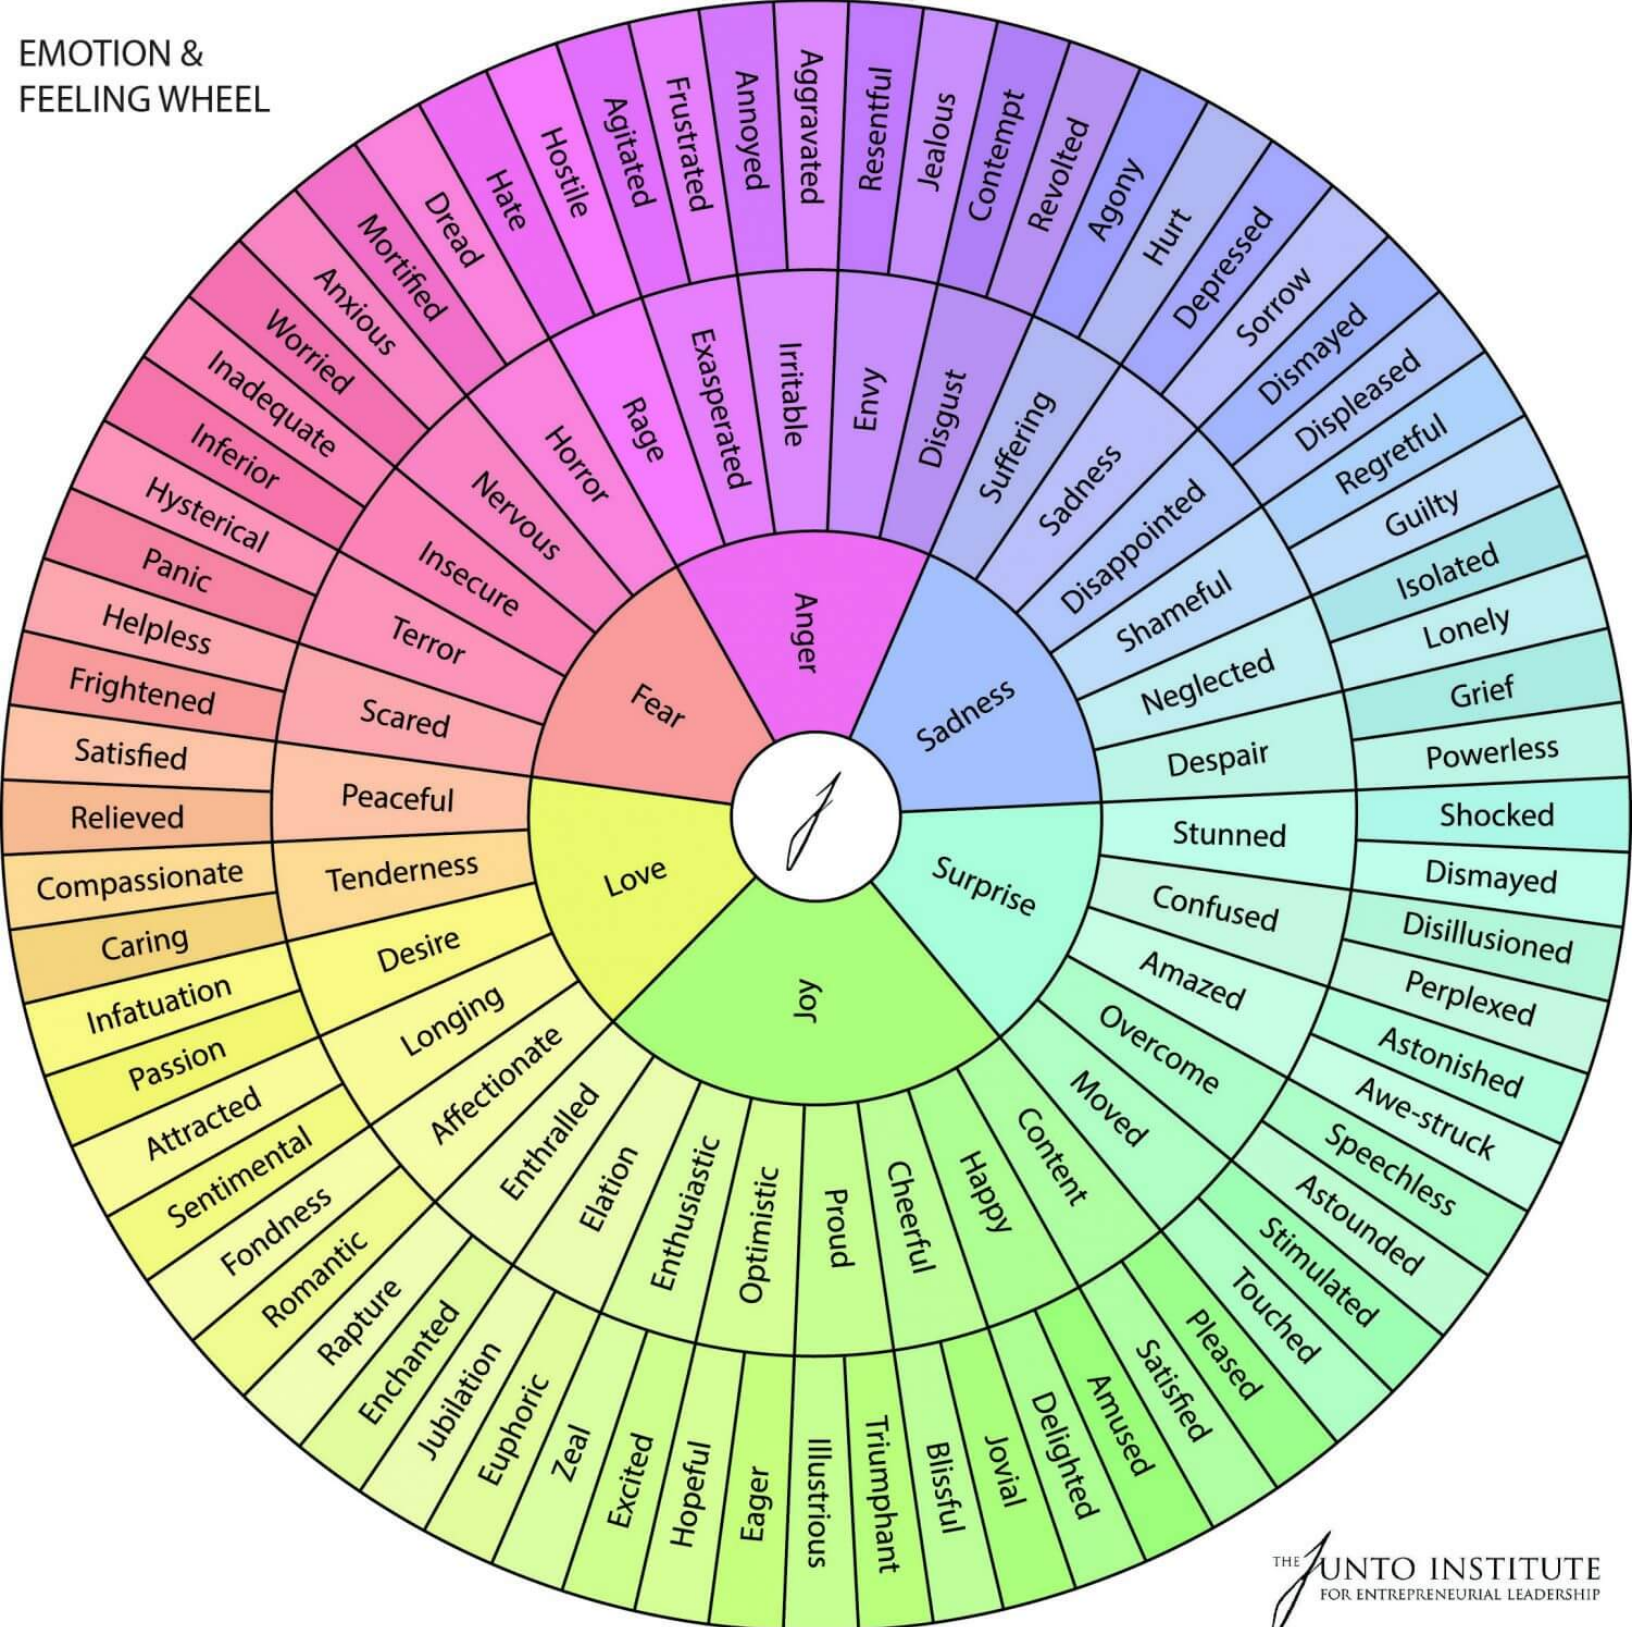 EMOTION &
FEELING WHEEL
Anger
Sadness
Surprise
Joy
Love
Fear
Rage
Exasperated
Irritable
Envy
Disgust
Suffering
Sadness
Disappointed
Shameful
Neglected
Despair
Stunned
Confused
Amazed
Overcome
Moved
Content
Happy
Cheerful
Proud
Optimistic
Enthusiastic
Elation
Enthralled
Affectionate
Longing
Desire
Tenderness
Peaceful
Scared
Terror
Insecure
Nervous
Horror
Hate
Hostile
Agitated
Frustrated
Annoyed
Aggravated
Resentful
Jealous
Contempt
Revolted
Agony
Hurt
Depressed
Sorrow
Dismayed
Displeased
Regretful
Guilty
Isolated
Lonely
Grief
Powerless
Shocked
Dismayed
Disillusioned
Perplexed
Astonished
Awe-struck
Speechless
Astounded
Stimulated
Touched
Pleased
Satisfied
Amused
Delighted
Jovial
Blissful
Triumphant
Illustrious
Eager
Hopeful
Excited
Zeal
Euphoric
Jubilation
Enchanted
Rapture
Romantic
Fondness
Sentimental
Attracted
Passion
Infatuation
Caring
Compassionate
Relieved
Satisfied
Frightened
Helpless
Panic
Hysterical
Inferior
Inadequate
Worried
Anxious
Mortified
Dread
THE JUNTO INSTITUTE
FOR ENTREPRENEURIAL LEADERSHIP